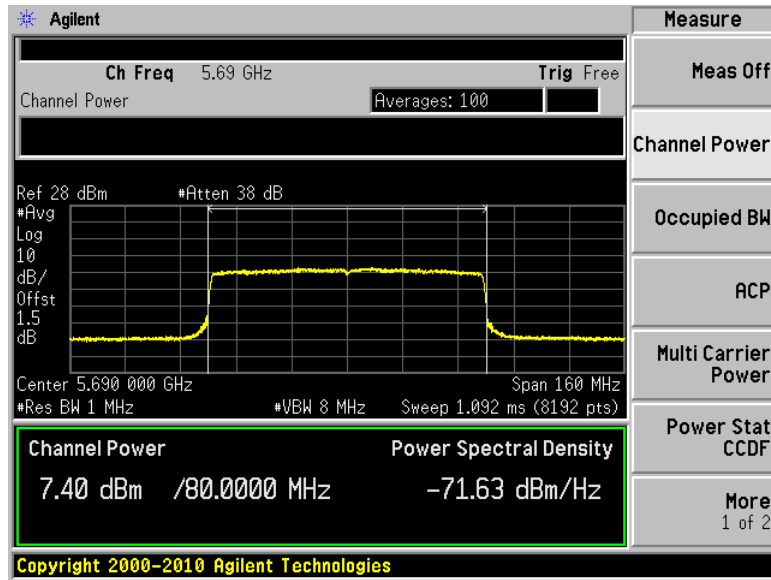 Agilent
Measure
Ch Freq 5.69 GHz Trig Free
Channel Power Averages: 100
Meas Off
Channel Power
Occupied BW
ACP
Multi Carrier
Power
Power Stat
CCDF
More
1 of 2
Ref 28 dBm #Atten 38 dB
#Avg
Log
10
dB/
Offst
1.5
dB
Center 5.690 000 GHz Span 160 MHz
#Res BW 1 MHz #VBW 8 MHz Sweep 1.092 ms (8192 pts)
Channel Power Power Spectral Density
7.40 dBm /80.0000 MHz -71.63 dBm/Hz
Copyright 2000-2010 Agilent Technologies